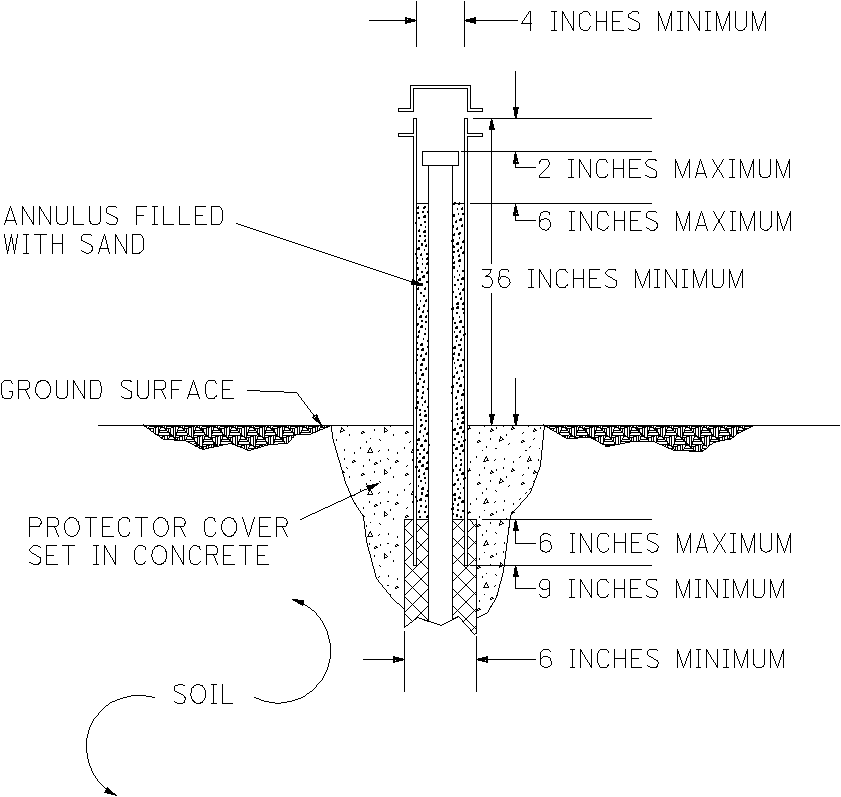 4 INCHES MINIMUM
2 INCHES MAXIMUM
ANNULUS FILLED
WITH SAND
6 INCHES MAXIMUM
36 INCHES MINIMUM
GROUND SURFACE
PROTECTOR COVER
SET IN CONCRETE
6 INCHES MAXIMUM
9 INCHES MINIMUM
6 INCHES MINIMUM
SOIL